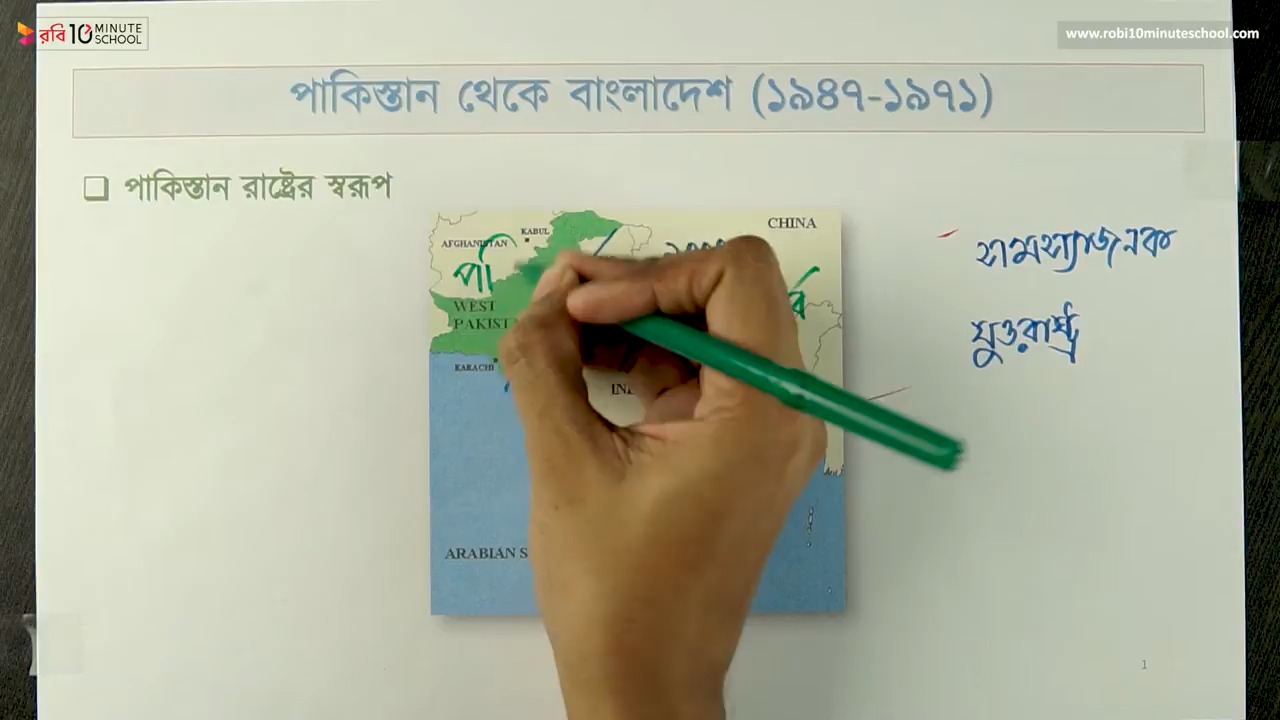 রবি 10 MINUTE SCHOOL
www.robi10minuteschool.com
পাকিস্তান থেকে বাংলাদেশ (১৯৪৭-১৯৭১)
❑ পাকিস্তান রাষ্ট্রের স্বরূপ
CHINA
KABUL
AFGHANISTAN
সমস্যাজনক
WEST
যুক্তরাষ্ট্র
KARACHI
ARABIAN
1